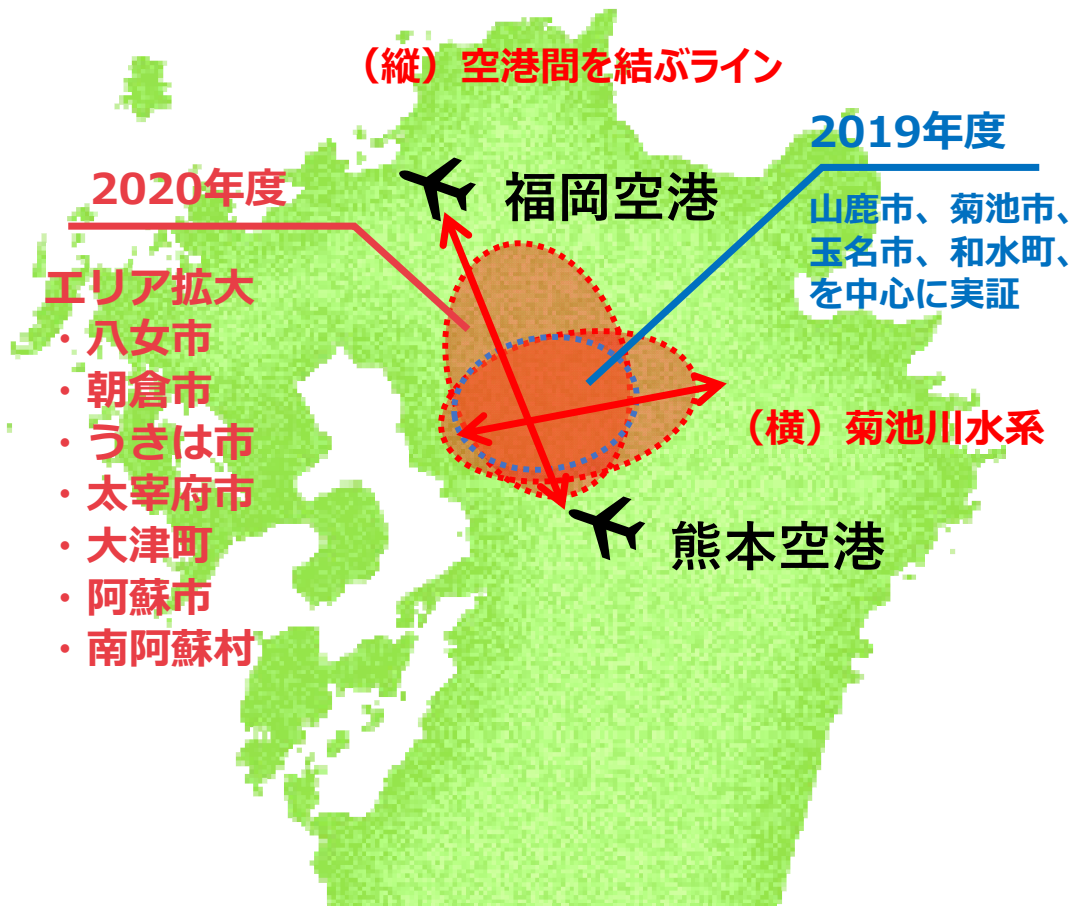 （縦）空港間を結ぶライン
2019年度
山鹿市、菊池市、
玉名市、和水町、
を中心に実証
2020年度
エリア拡大
・八女市
・朝倉市
・うきは市
・太宰府市
・大津町
・阿蘇市
・南阿蘇村
福岡空港
（横）菊池川水系
熊本空港